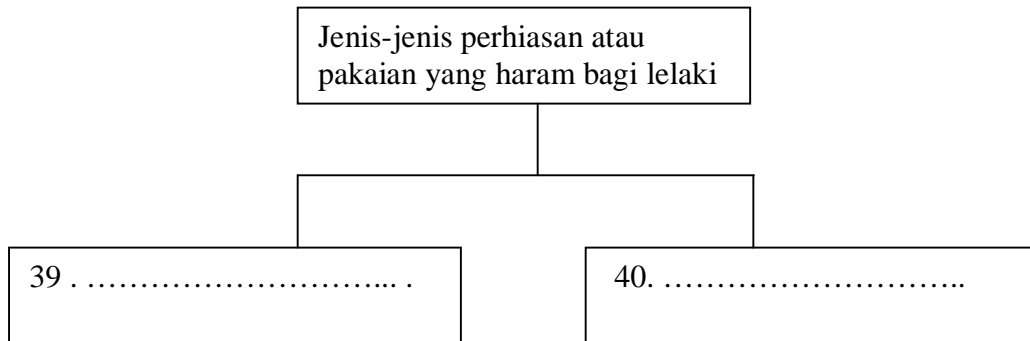 Jenis-jenis perhiasan atau
pakaian yang haram bagi lelaki
39 . ………………………... .
40. …………………………..